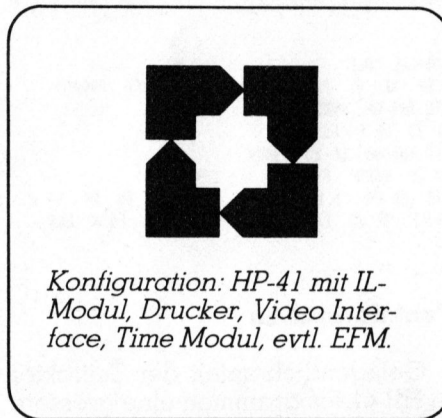 Konfiguration: HP-41 mit IL-
Modul, Drucker, Video Inter-
face, Time Modul, evtl. EFM.